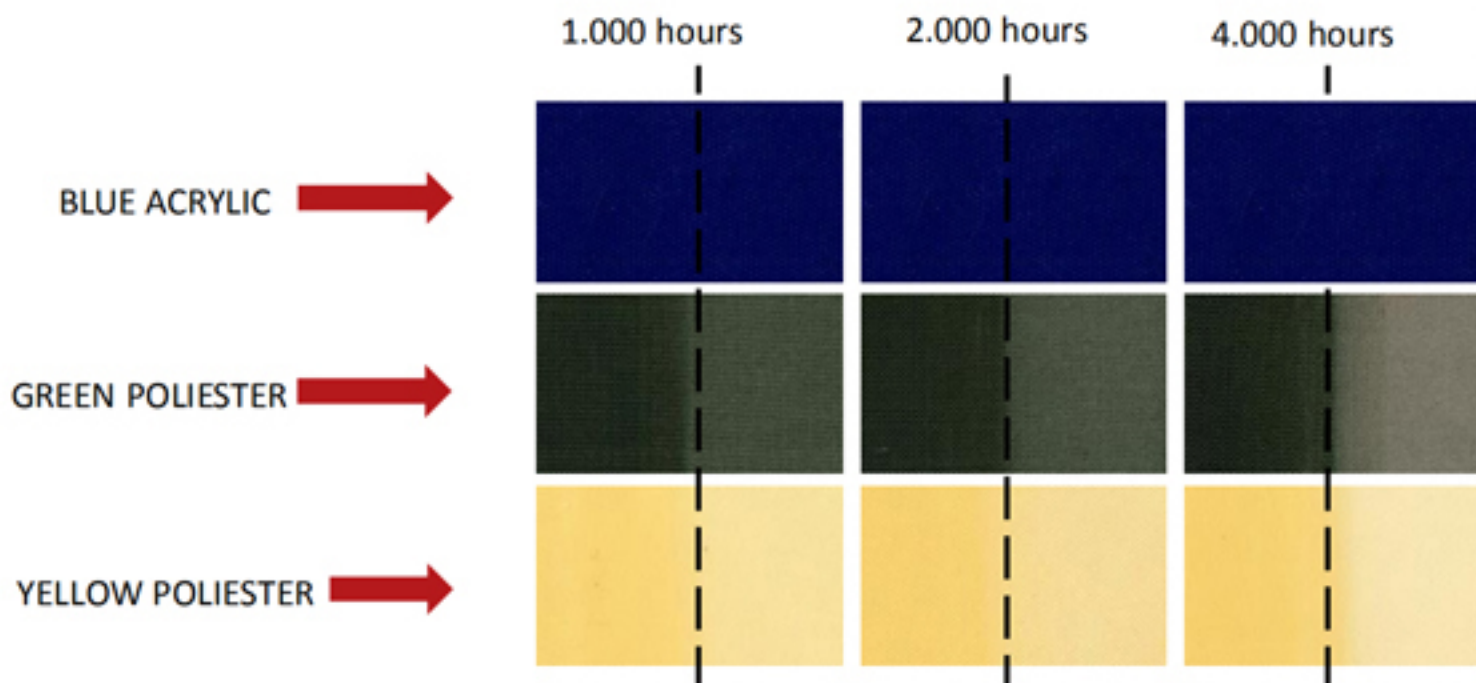 1.000 hours
2.000 hours
4.000 hours
BLUE ACRYLIC
GREEN POLIESTER
YELLOW POLIESTER